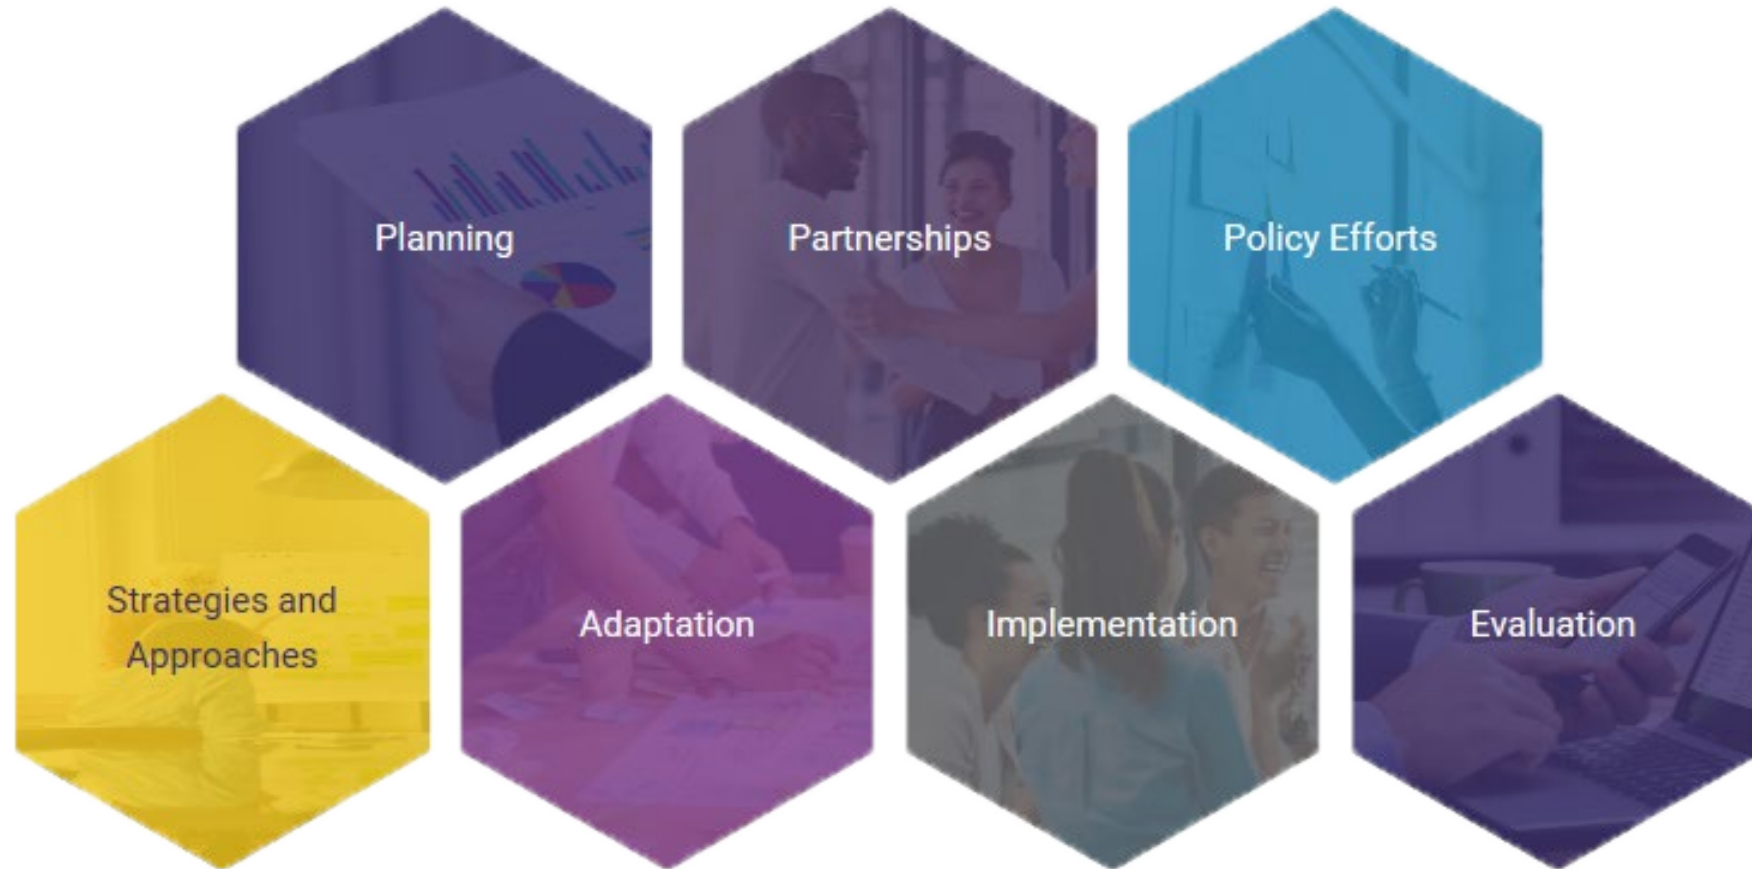 Planning
Partnerships
Policy Efforts
Strategies and
Approaches
Adaptation
Implementation
Evaluation